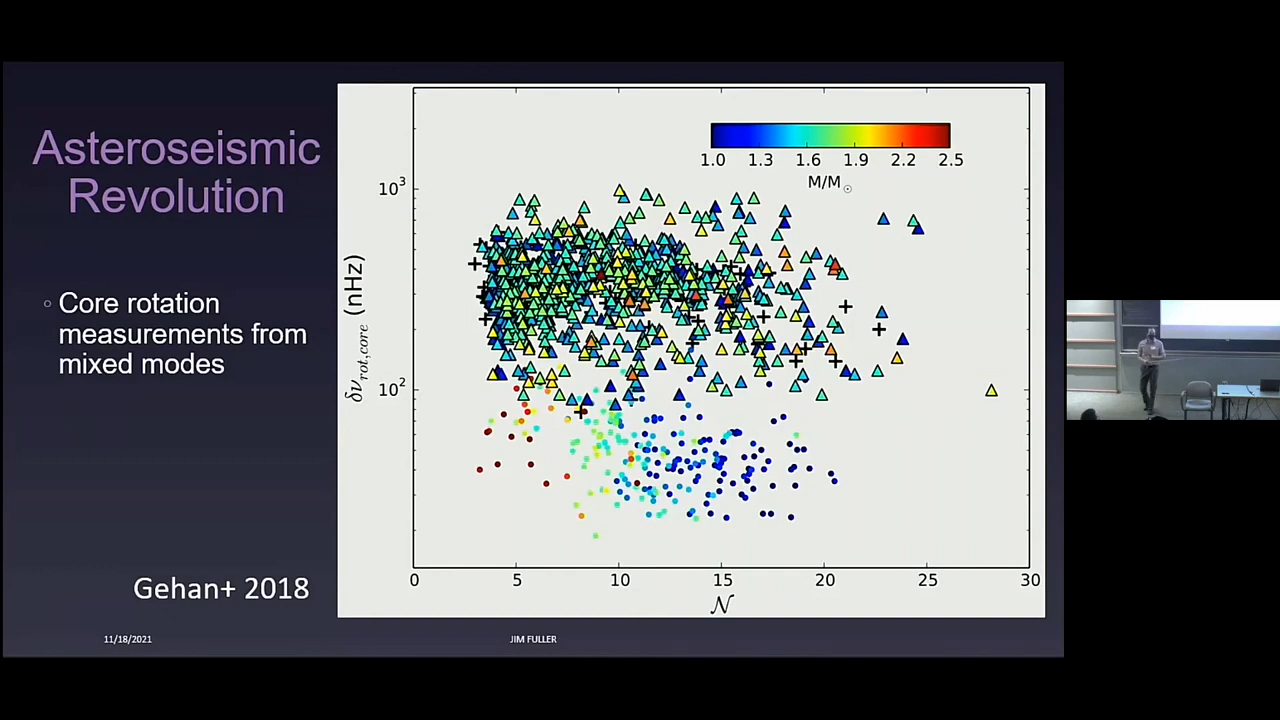 Asteroseismic
Revolution
◦ Core rotation
measurements from
mixed modes
Gehan+ 2018
11/18/2021
JIM FULLER
1.0 1.3 1.6 1.9 2.2 2.5
M/M☉
10³
10²
δν_rot,core (nHz)
0 5 10 15 20 25 30
𝒩